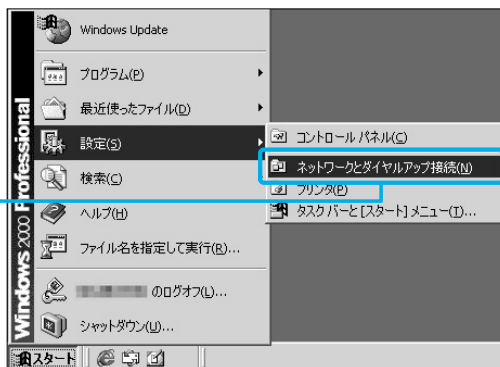 Windows Update
プログラム(P)
最近使ったファイル(D)
設定(S)
検索(C)
ヘルプ(H)
ファイル名を指定して実行(R)...
のログオフ(L)...
シャットダウン(U)...
コントロール パネル(C)
ネットワークとダイヤルアップ接続(N)
プリンタ(P)
タスク バーと [スタート] メニュー(T)...
Windows 2000 Professional
スタート